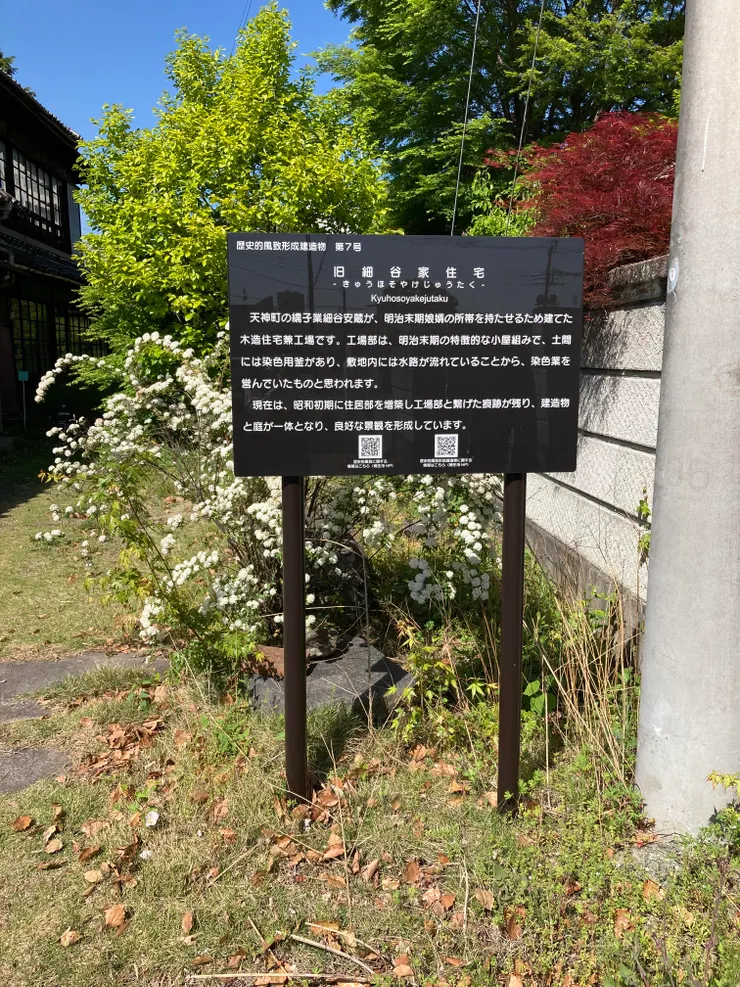 歴史的風致形成建造物　第7号
旧細谷家住宅
-きゅうほそやけじゅうたく-
Kyuhosoyakejutaku
天神町の繻子業細谷安蔵が、明治末期娘婿の所帯を持たせるため建てた
木造住宅兼工場です。工場部は、明治末期の特徴的な小屋組みで、土間
には染色用釜があり、敷地内には水路が流れていることから、染色業を
営んでいたものと思われます。
現在は、昭和初期に住居部を増築し工場部と繋げた痕跡が残り、建造物
と庭が一体となり、良好な景観を形成しています。